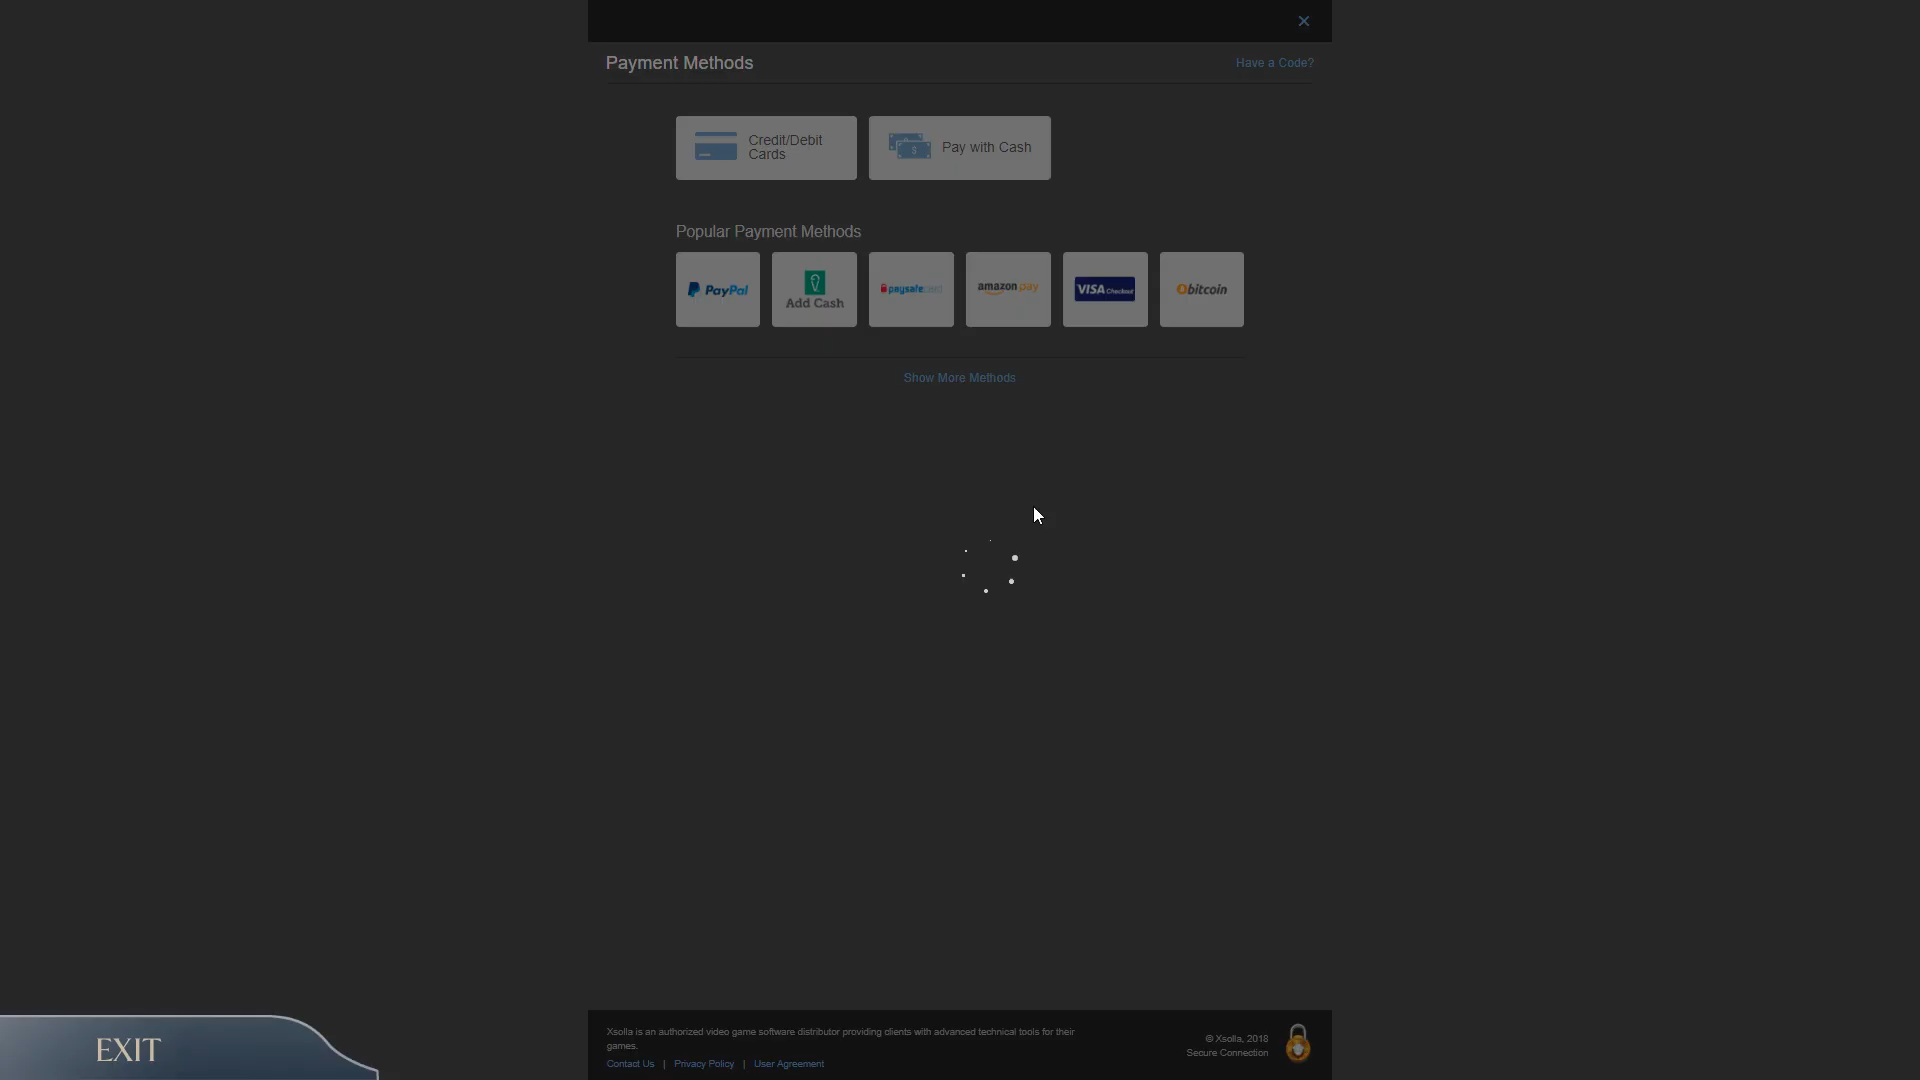 ×
Payment Methods
Have a Code?
Credit/Debit
Cards
$
Pay with Cash
Popular Payment Methods
PayPal
Add Cash
paysafecard
amazon pay
VISA Checkout
bitcoin
Show More Methods
Xsolla is an authorized video game software distributor providing clients with advanced technical tools for their
games.
Contact Us | Privacy Policy | User Agreement
© Xsolla, 2018
Secure Connection
EXIT